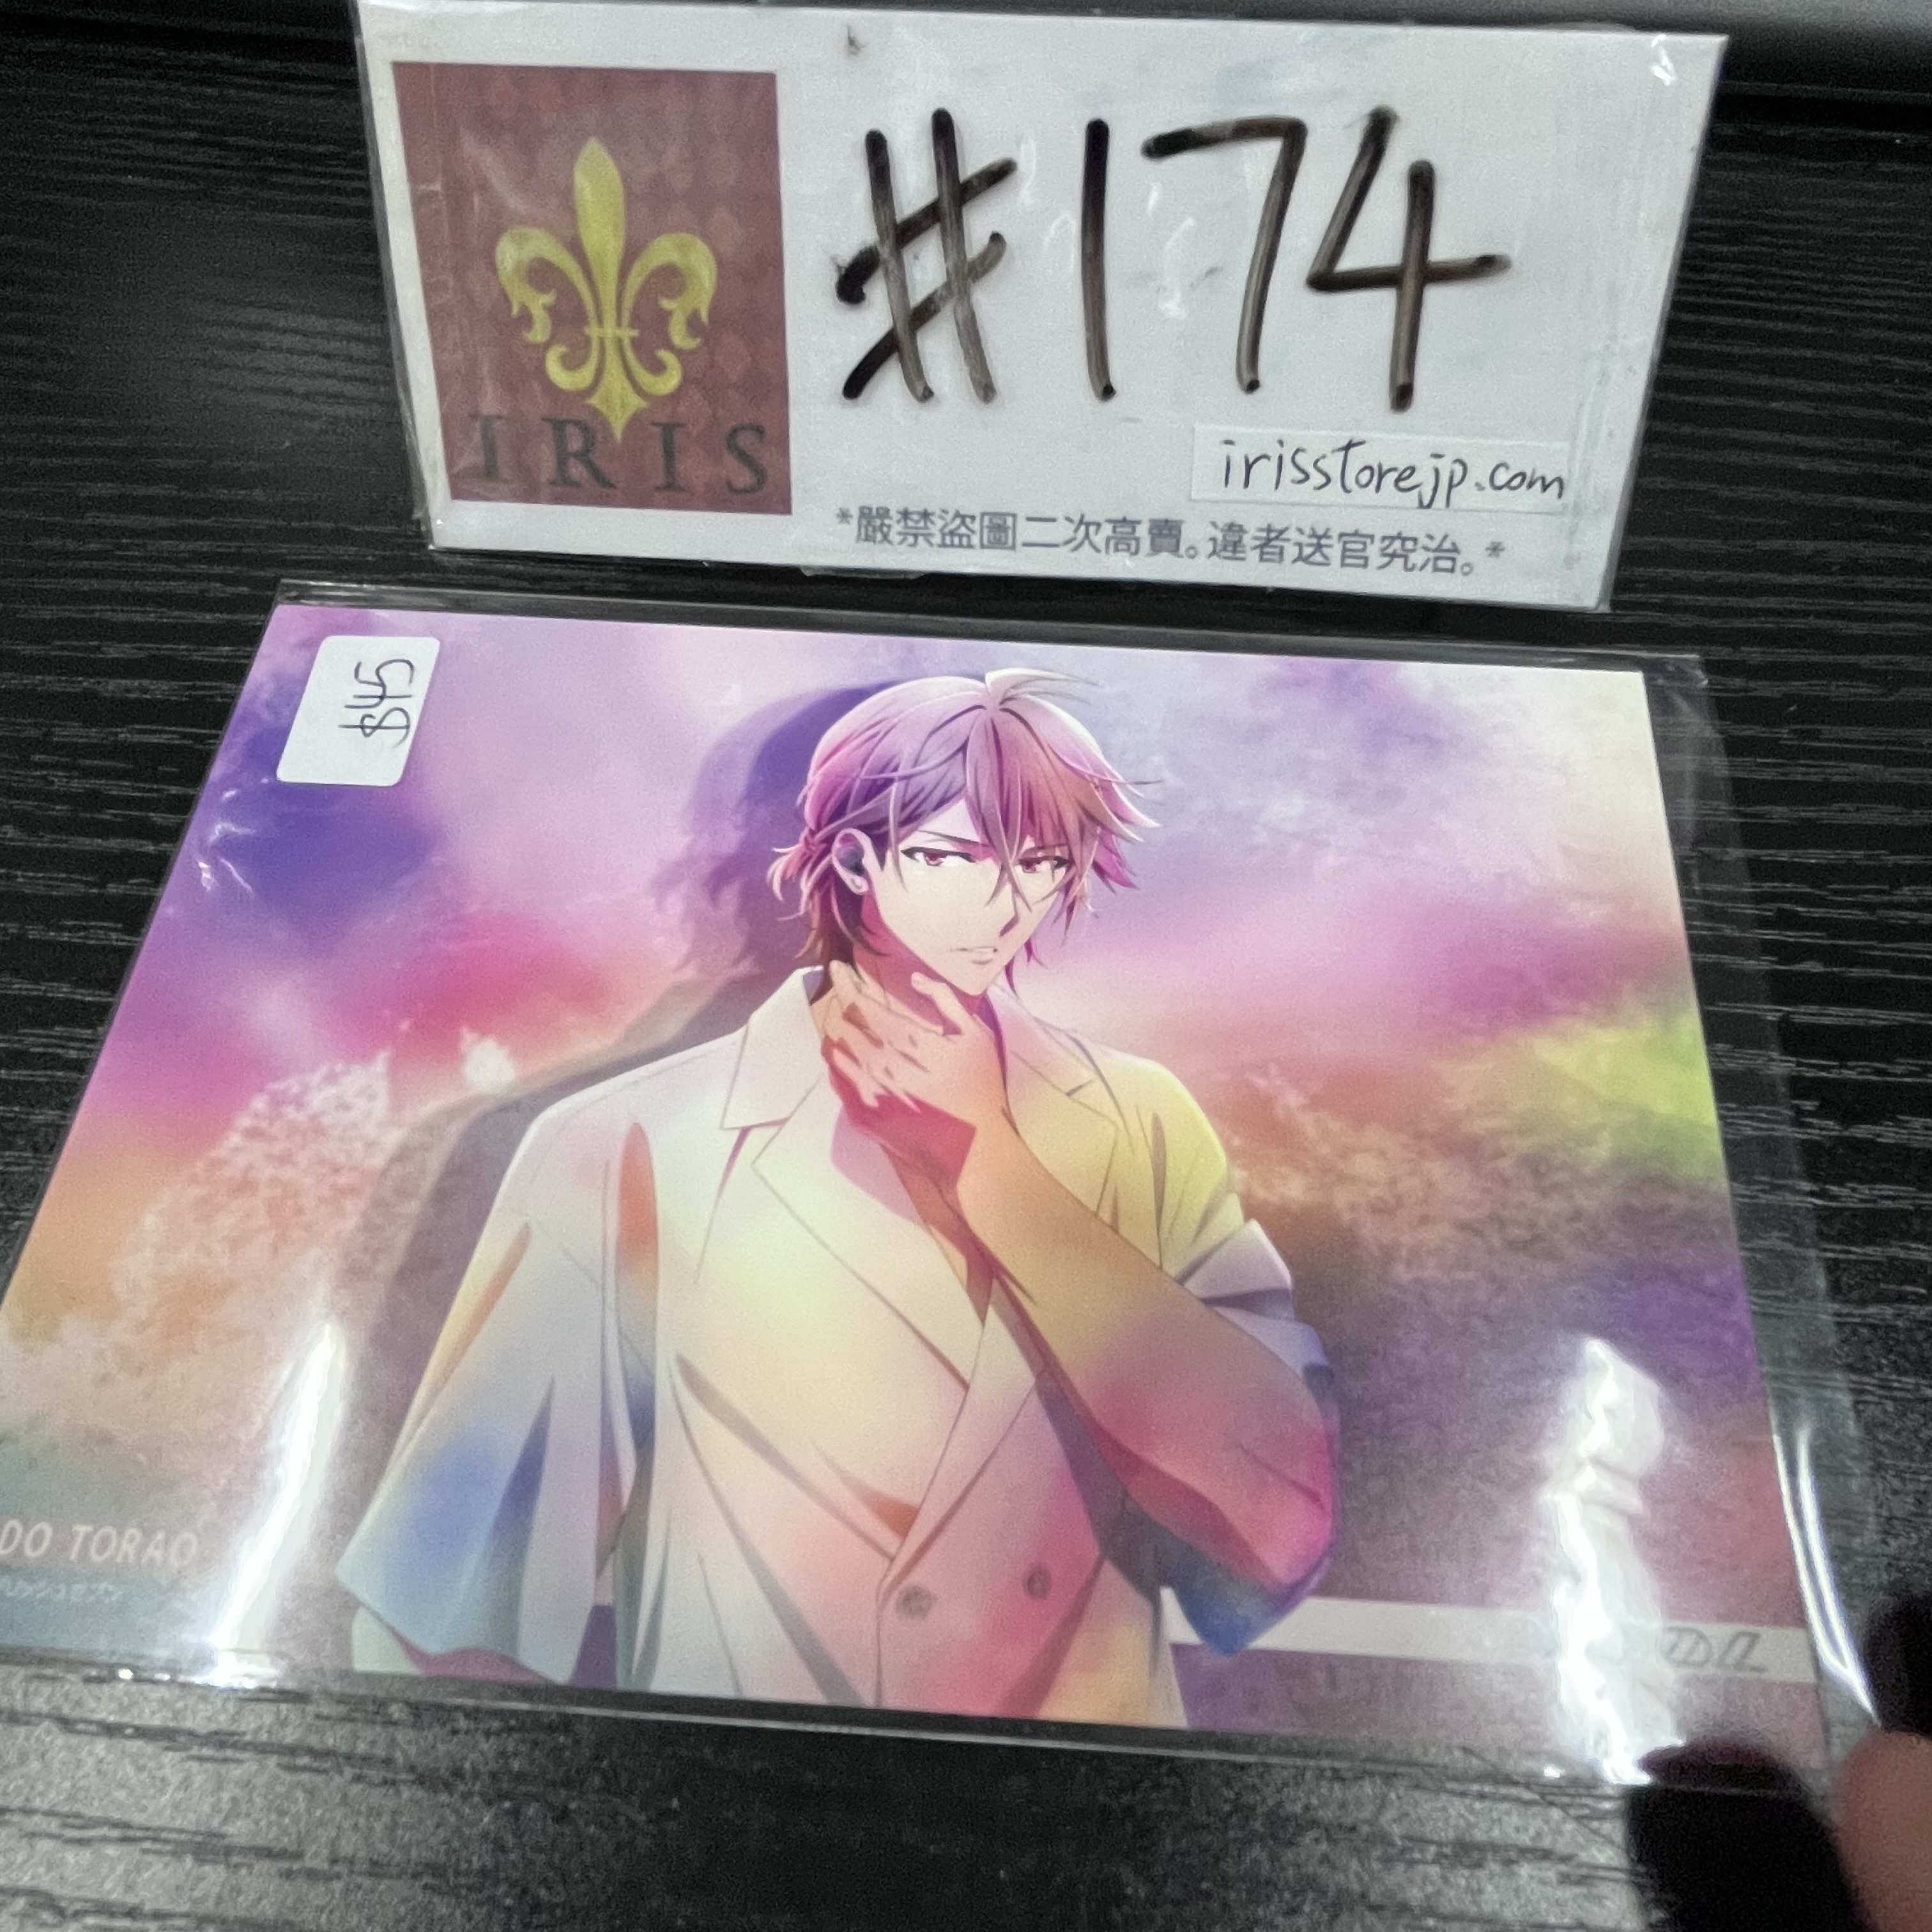 #174
IRIS
irisstorejp.com
*嚴禁盜圖二次高賣。違者送官究治。*
$45
DO TORAO